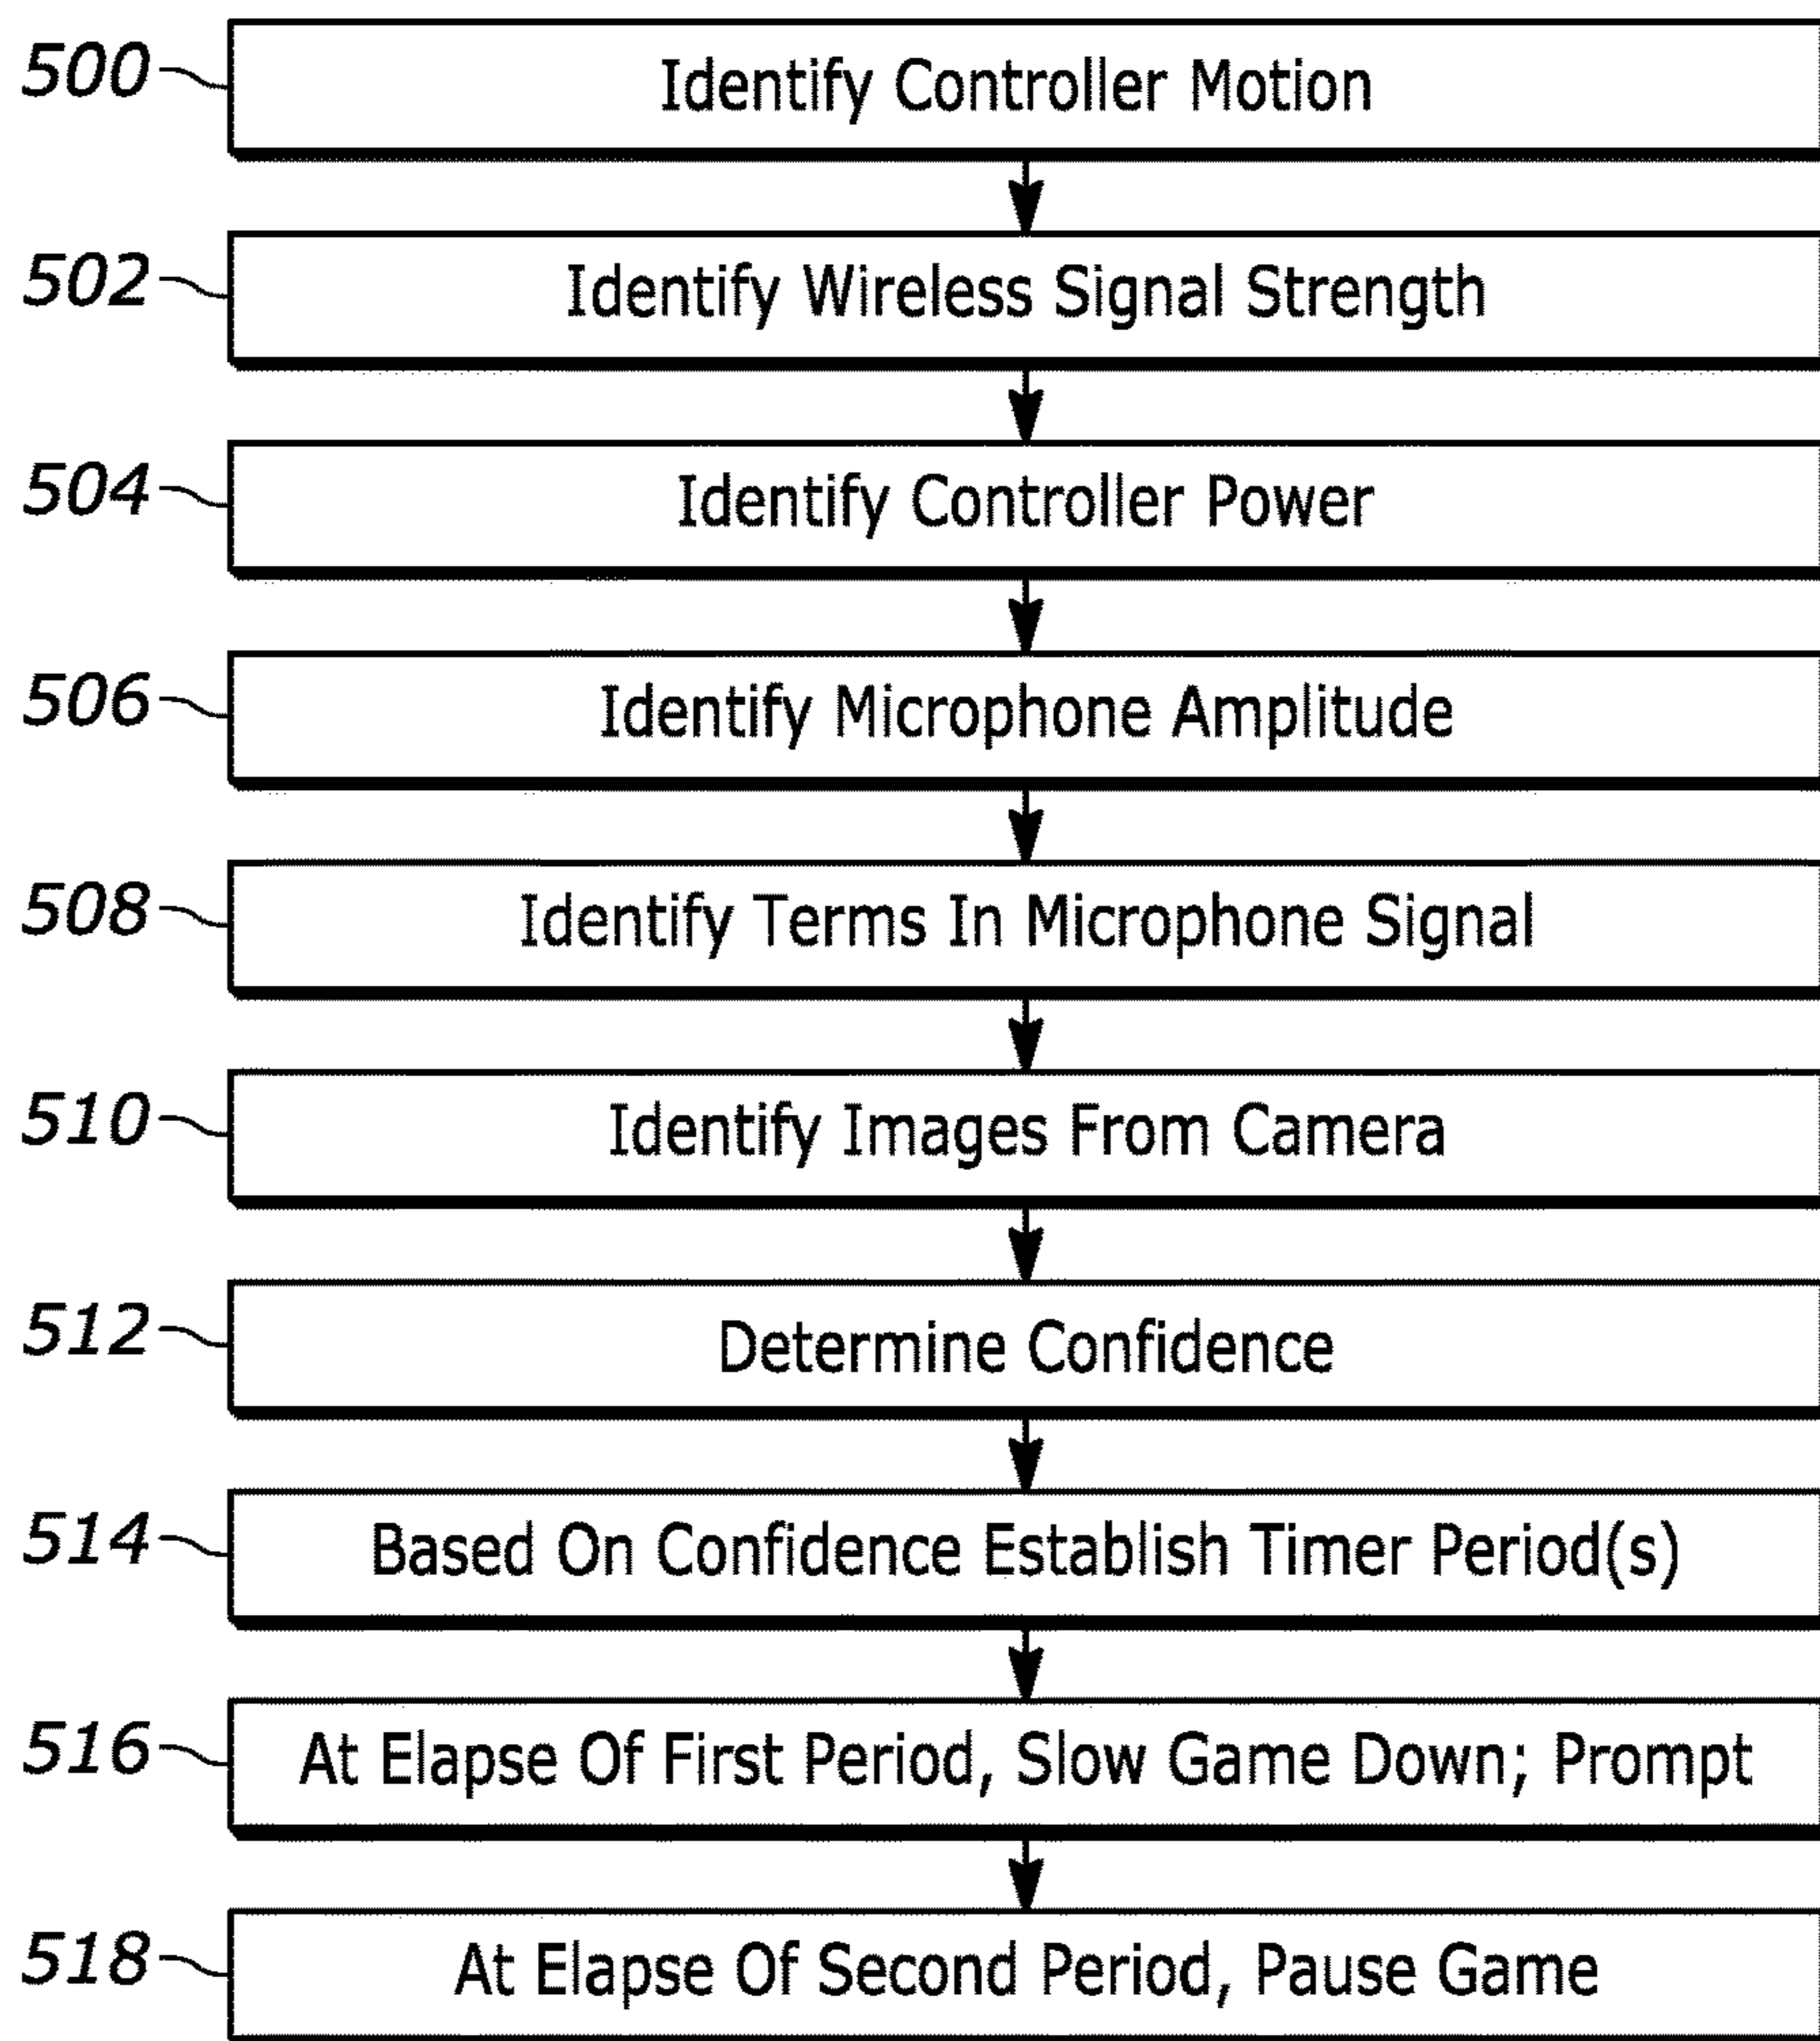 500 Identify Controller Motion
502 Identify Wireless Signal Strength
504 Identify Controller Power
506 Identify Microphone Amplitude
508 Identify Terms In Microphone Signal
510 Identify Images From Camera
512 Determine Confidence
514 Based On Confidence Establish Timer Period(s)
516 At Elapse Of First Period, Slow Game Down; Prompt
518 At Elapse Of Second Period, Pause Game